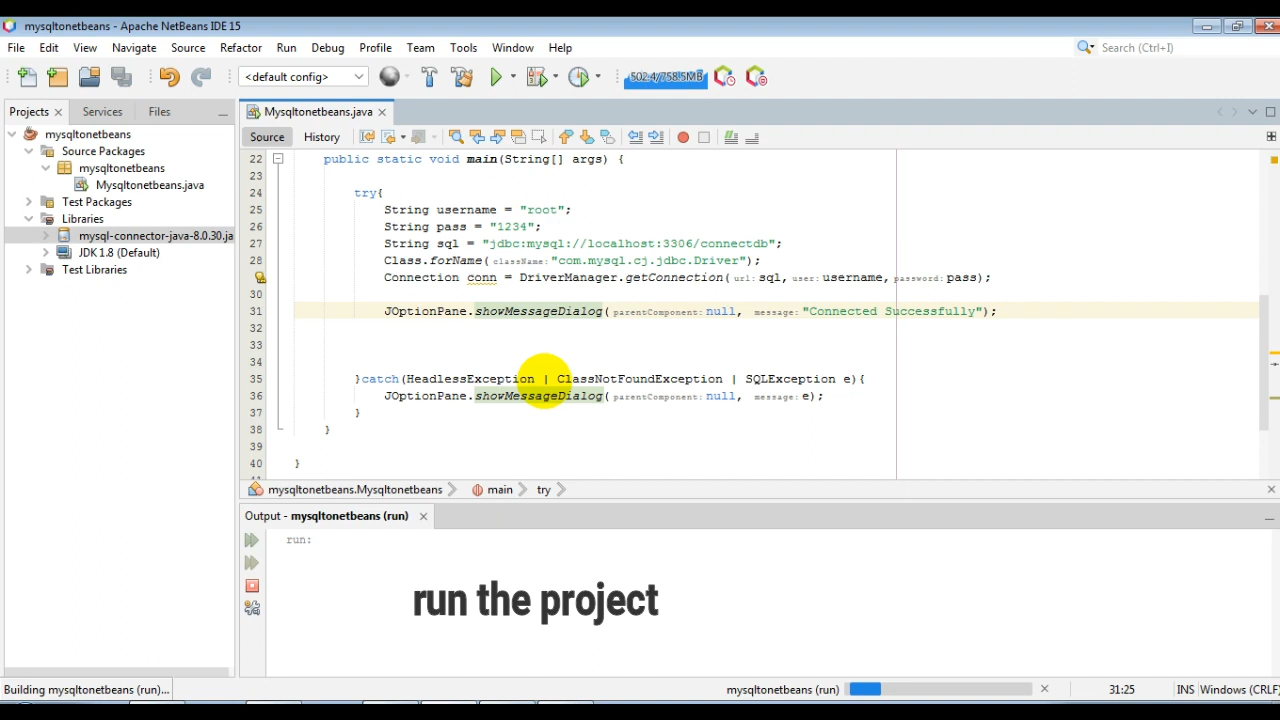 mysqltonetbeans - Apache NetBeans IDE 15
File Edit View Navigate Source Refactor Run Debug Profile Team Tools Window Help
Search (Ctrl+I)
<default config>
502.4/758.5MB
Projects Services Files
Mysqltonetbeans.java
mysqltonetbeans
Source Packages
mysqltonetbeans
Mysqltonetbeans.java
Test Packages
Libraries
mysql-connector-java-8.0.30.ja
JDK 1.8 (Default)
Test Libraries
Source History
22 public static void main(String[] args) {
23
24 try{
25 String username = "root";
26 String pass = "1234";
27 String sql = "jdbc:mysql://localhost:3306/connectdb";
28 Class.forName(className:"com.mysql.cj.jdbc.Driver");
Connection conn = DriverManager.getConnection(url:sql,user:username,password:pass);
30
31 JOptionPane.showMessageDialog(parentComponent:null, message:"Connected Successfully");
32
33
34
35 }catch(HeadlessException | ClassNotFoundException | SQLException e){
36 JOptionPane.showMessageDialog(parentComponent:null, message:e);
37 }
38 }
39
40 }
mysqltonetbeans.Mysqltonetbeans main try
Output - mysqltonetbeans (run)
run:
run the project
Building mysqltonetbeans (run)... mysqltonetbeans (run) 31:25 INS Windows (CRLF